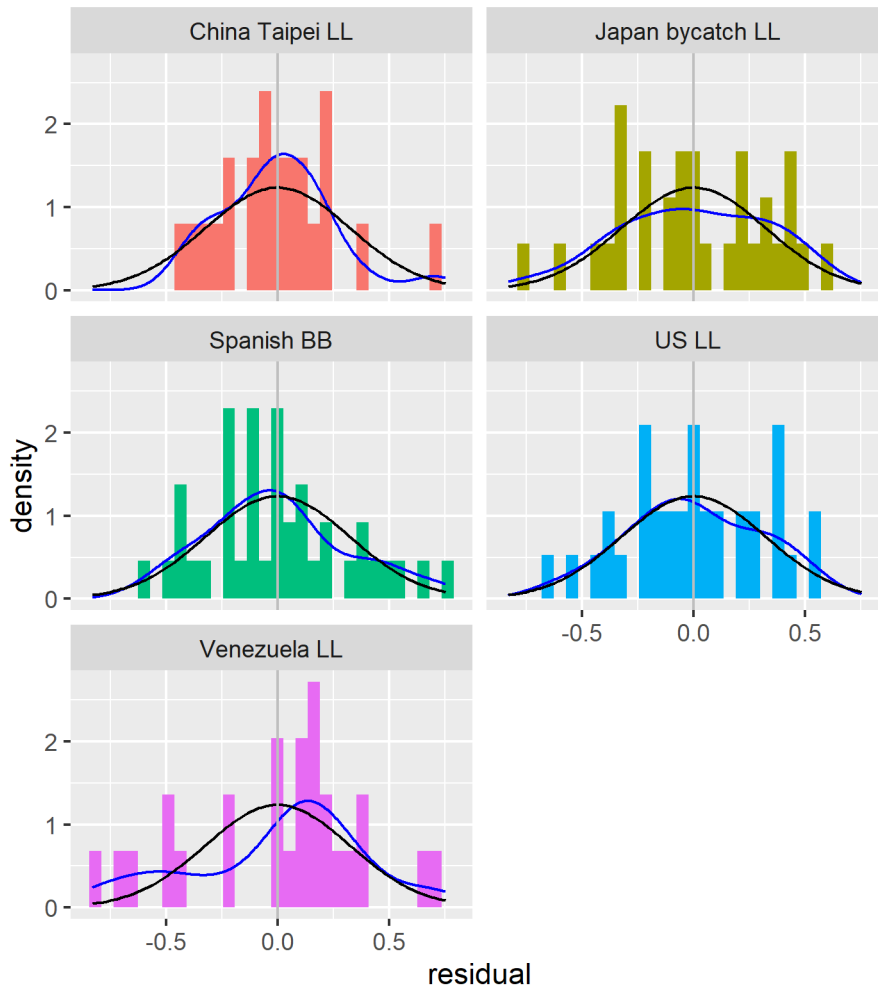 China Taipei LL
Japan bycatch LL
2
1
0
Spanish BB
US LL
density
2
1
0
-0.5 0.0 0.5
Venezuela LL
2
1
0
-0.5 0.0 0.5
residual